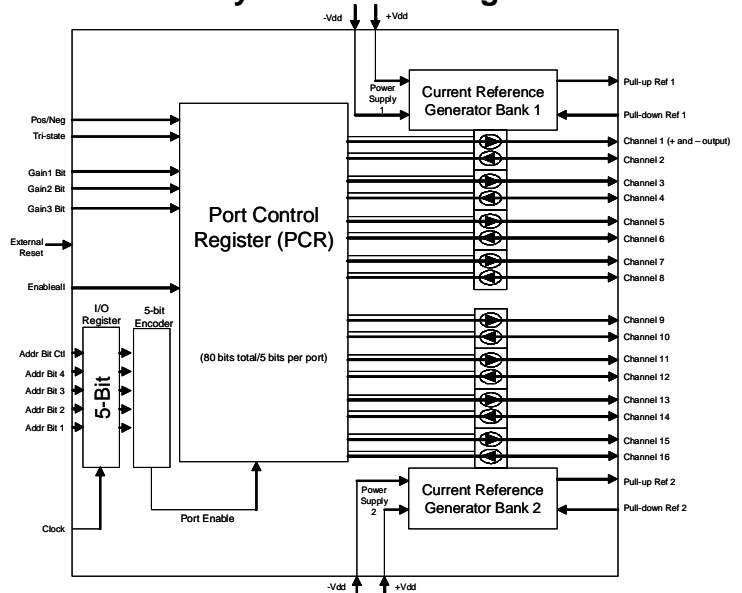 -Vdd
+Vdd
Power
Supply
1
Current Reference
Generator Bank 1
Pull-up Ref 1
Pull-down Ref 1
Pos/Neg
Tri-state
Gain1 Bit
Gain2 Bit
Gain3 Bit
External
Reset
Enableall
Port Control
Register (PCR)
(80 bits total/5 bits per port)
Channel 1 (+ and – output)
Channel 2
Channel 3
Channel 4
Channel 5
Channel 6
Channel 7
Channel 8
I/O
Register
5-bit
Encoder
Addr Bit Ctl
Addr Bit 4
Addr Bit 3
Addr Bit 2
Addr Bit 1
5-Bit
Channel 9
Channel 10
Channel 11
Channel 12
Channel 13
Channel 14
Channel 15
Channel 16
Clock
Port Enable
Power
Supply
2
Current Reference
Generator Bank 2
Pull-up Ref 2
Pull-down Ref 2
-Vdd
+Vdd